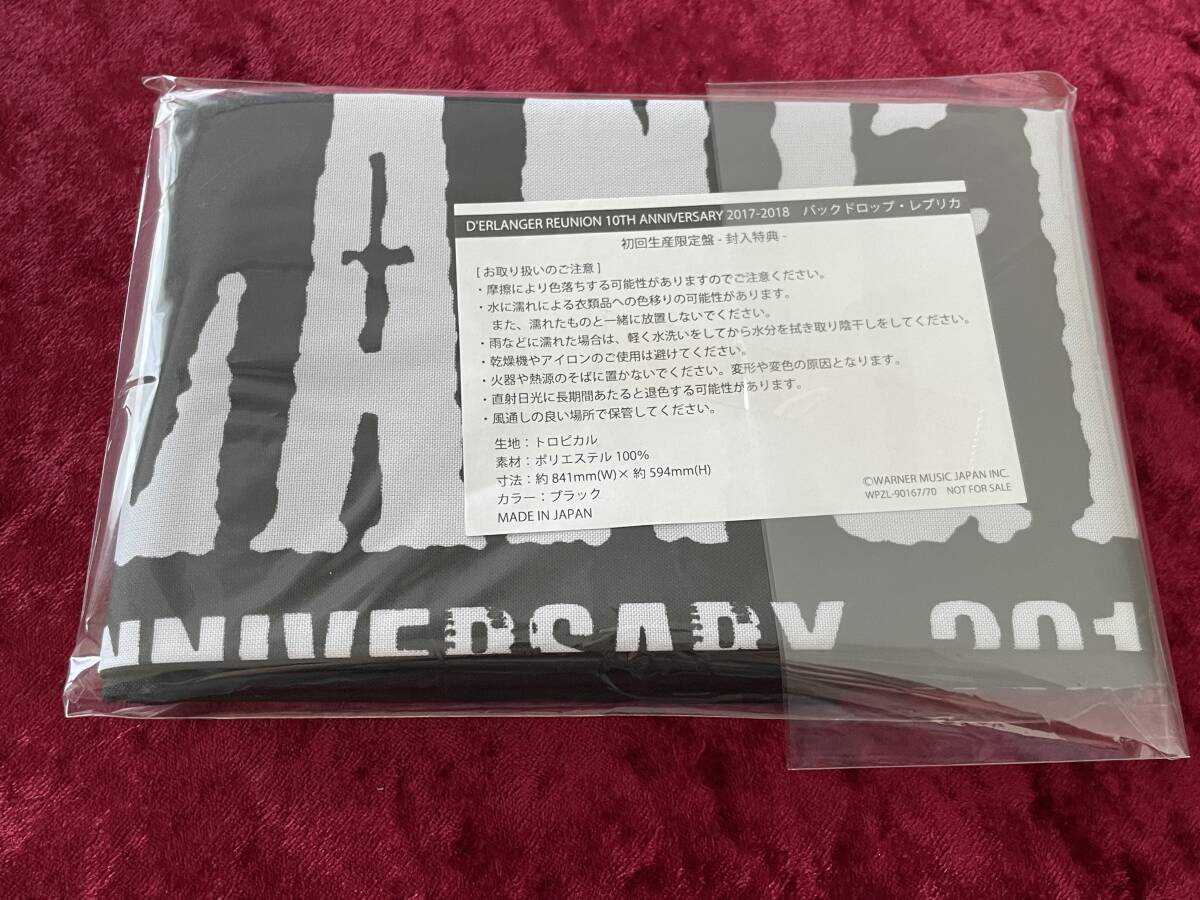 D'ERLANGER REUNION 10TH ANNIVERSARY 2017-2018　バックドロップ・レプリカ
初回生産限定盤 - 封入特典 -
[ お取り扱いのご注意 ]
・摩擦により色落ちする可能性がありますのでご注意ください。
・水に濡れによる衣類品への色移りの可能性があります。
また、濡れたものと一緒に放置しないでください。
・雨などに濡れた場合は、軽く水洗いをしてから水分を拭き取り陰干しをしてください。
・乾燥機やアイロンのご使用は避けてください。
・火器や熱源のそばに置かないでください。変形や変色の原因となります。
・直射日光に長期間あたると退色する可能性があります。
・風通しの良い場所で保管してください。
生地：トロピカル
素材：ポリエステル 100%
寸法：約 841mm(W)× 約 594mm(H)
カラー：ブラック
MADE IN JAPAN
©WARNER MUSIC JAPAN INC.
WPZL-90167/70　NOT FOR SALE
NNIVERSARY 201